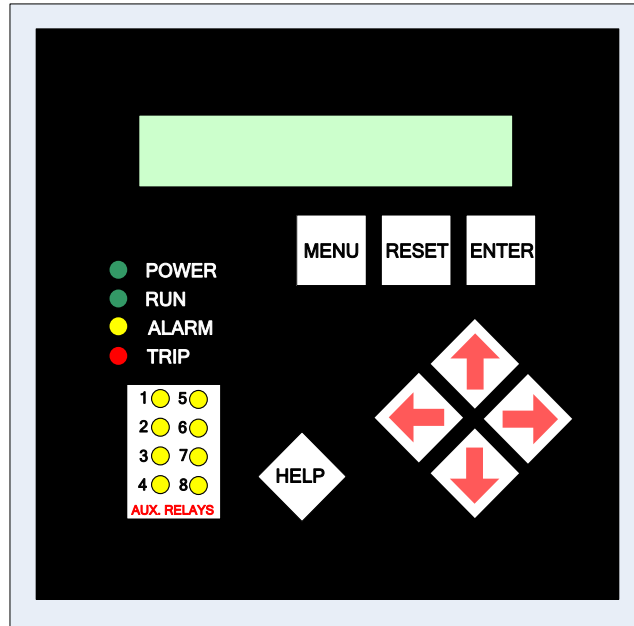 MENU RESET ENTER
POWER
RUN
ALARM
TRIP
1 5
2 6
3 7
4 8
AUX. RELAYS
HELP